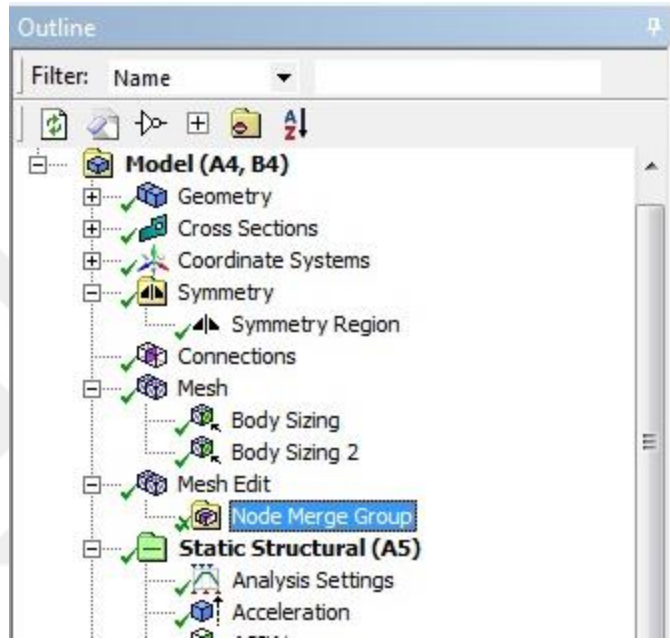 Outline
Filter: Name
Model (A4, B4)
Geometry
Cross Sections
Coordinate Systems
Symmetry
Symmetry Region
Connections
Mesh
Body Sizing
Body Sizing 2
Mesh Edit
Node Merge Group
Static Structural (A5)
Analysis Settings
Acceleration